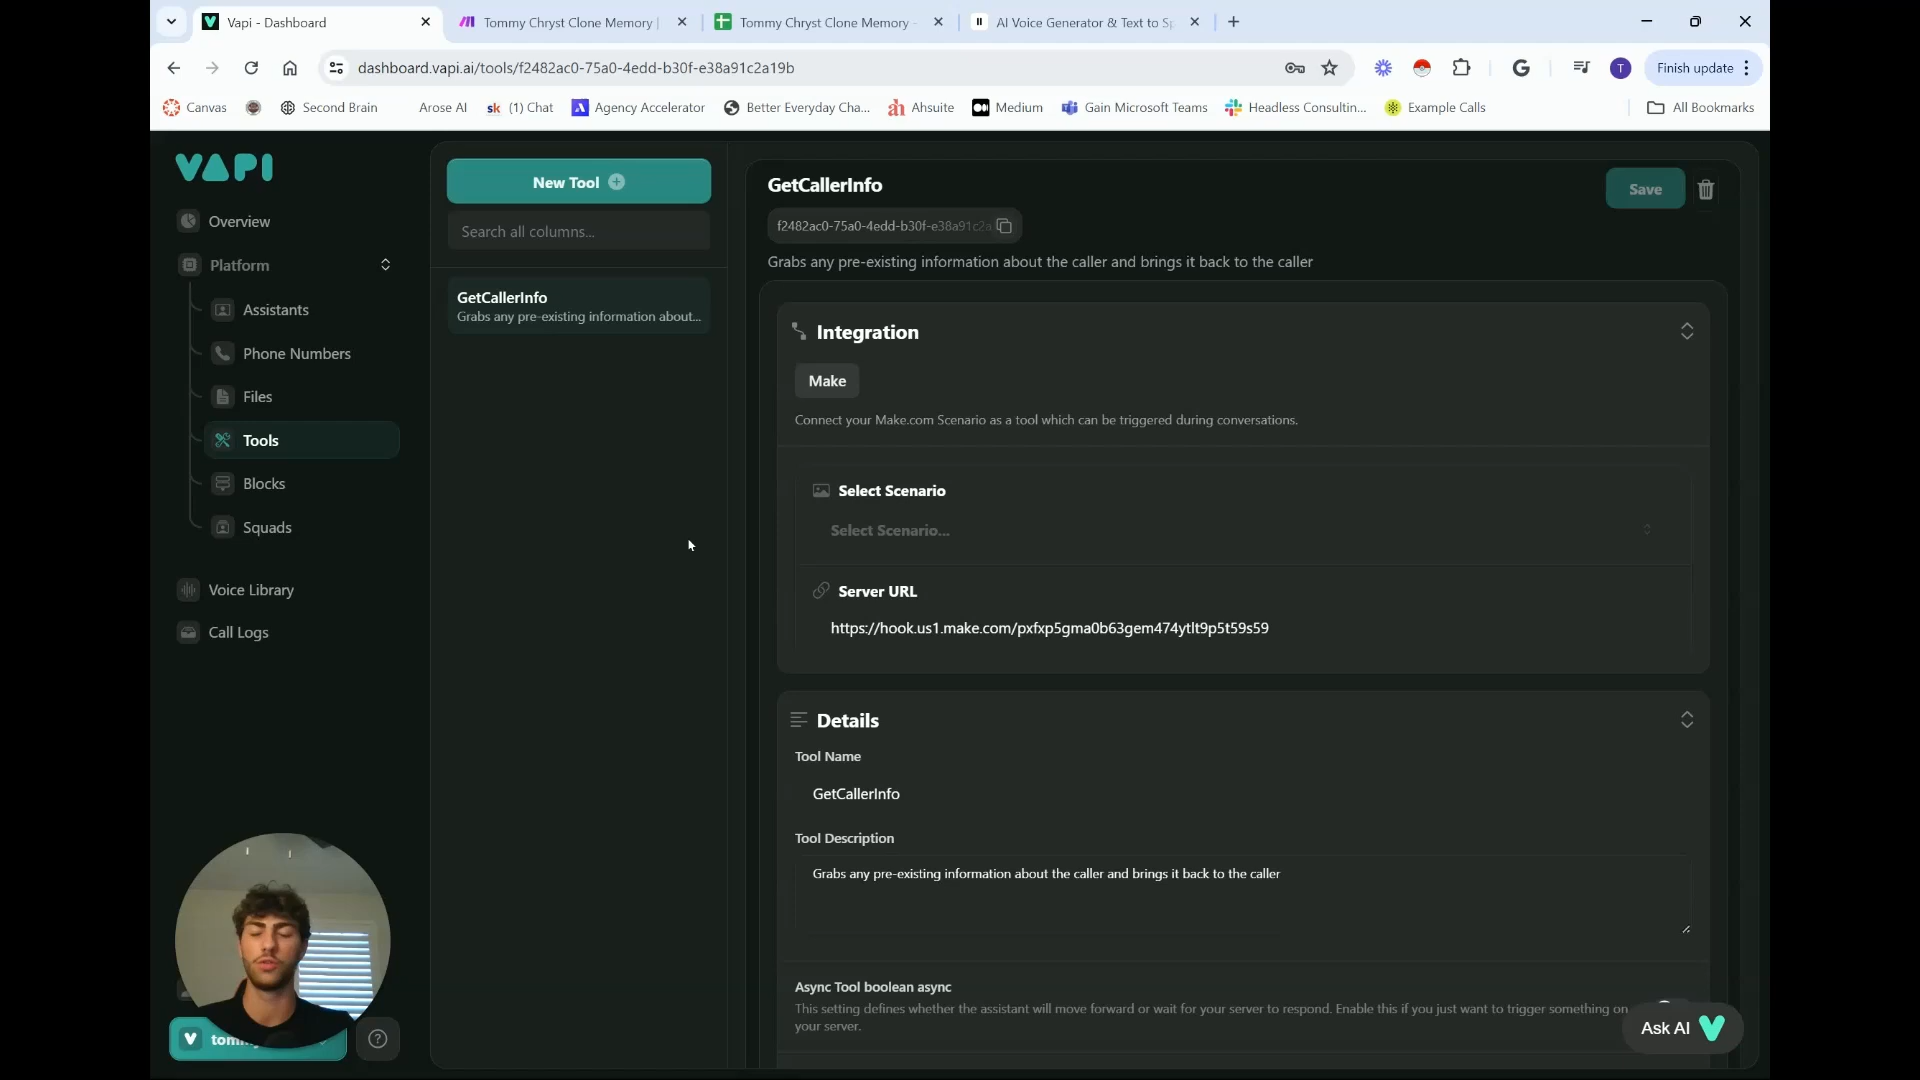 Vapi - Dashboard
Tommy Chryst Clone Memory |
Tommy Chryst Clone Memory -
AI Voice Generator & Text to Sp
dashboard.vapi.ai/tools/f2482ac0-75a0-4edd-b30f-e38a91c2a19b
T
Finish update
Canvas
Second Brain
Arose AI
sk (1) Chat
Agency Accelerator
Better Everyday Cha...
ah Ahsuite
Medium
Gain Microsoft Teams
Headless Consultin...
Example Calls
All Bookmarks
VAPI
Overview
Platform
Assistants
Phone Numbers
Files
Tools
Blocks
Squads
Voice Library
Call Logs
New Tool
Search all columns...
GetCallerInfo
Grabs any pre-existing information about...
GetCallerInfo
Save
f2482ac0-75a0-4edd-b30f-e38a91c2a
Grabs any pre-existing information about the caller and brings it back to the caller
Integration
Make
Connect your Make.com Scenario as a tool which can be triggered during conversations.
Select Scenario
Select Scenario...
Server URL
https://hook.us1.make.com/pxfxp5gma0b63gem474ytlt9p5t59s59
Details
Tool Name
GetCallerInfo
Tool Description
Grabs any pre-existing information about the caller and brings it back to the caller
Async Tool boolean async
This setting defines whether the assistant will move forward or wait for your server to respond. Enable this if you just want to trigger something on
your server.
Ask AI